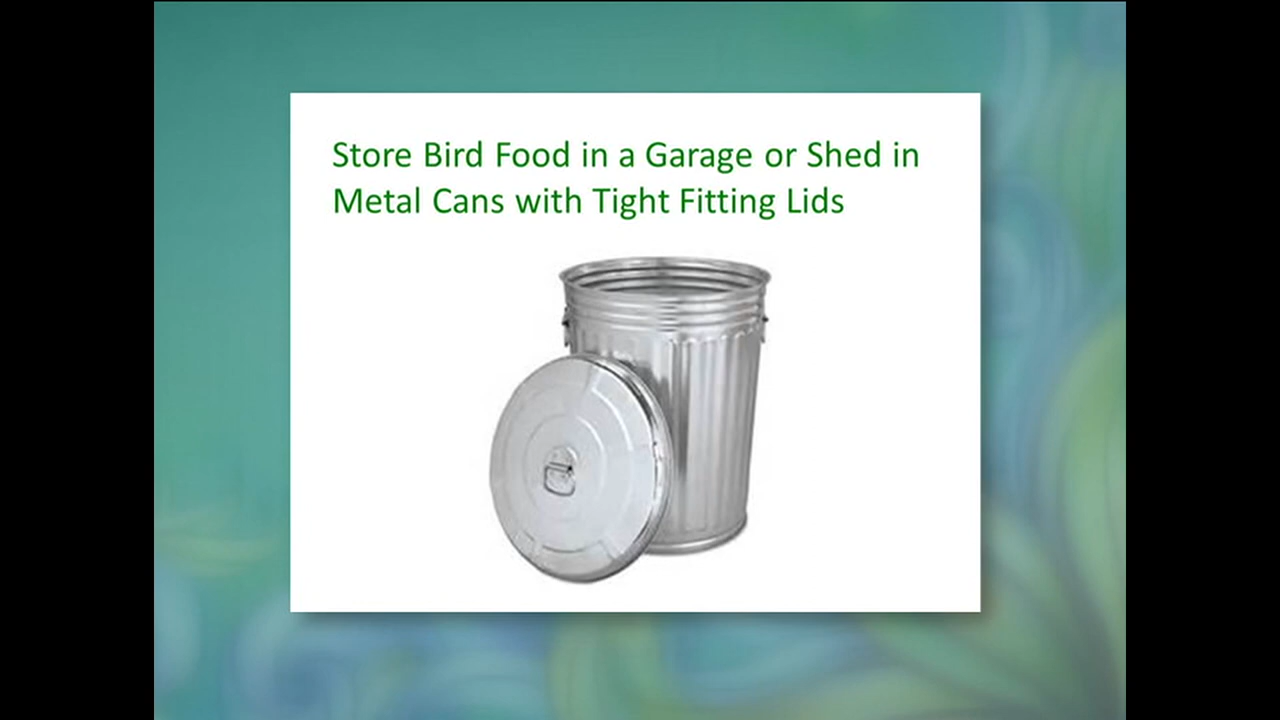 Store Bird Food in a Garage or Shed in
Metal Cans with Tight Fitting Lids